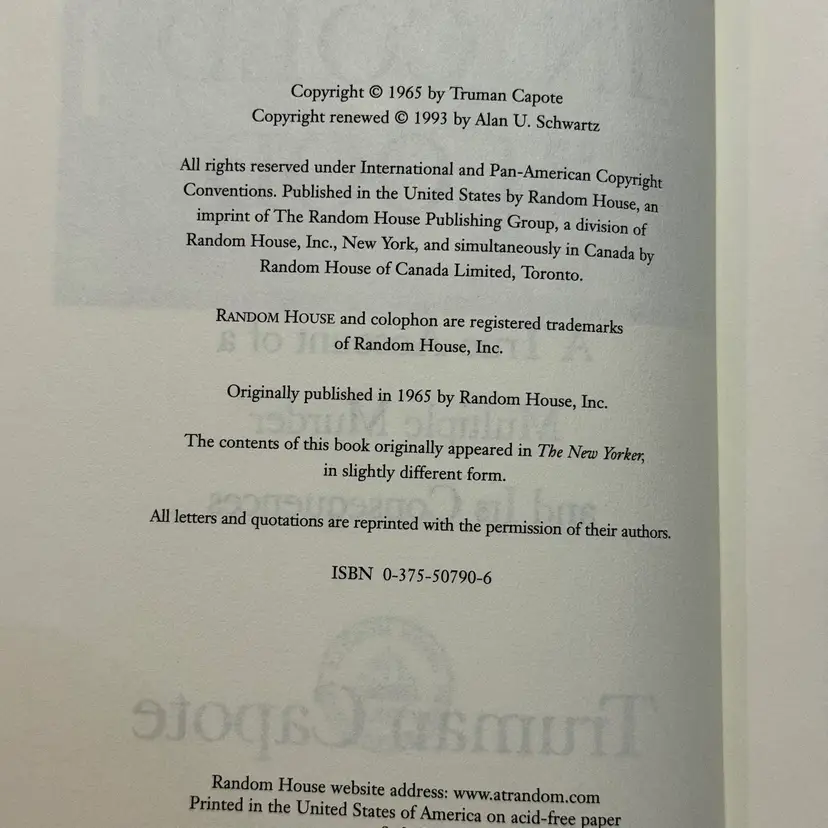 Copyright © 1965 by Truman Capote
Copyright renewed © 1993 by Alan U. Schwartz
All rights reserved under International and Pan-American Copyright
Conventions. Published in the United States by Random House, an
imprint of The Random House Publishing Group, a division of
Random House, Inc., New York, and simultaneously in Canada by
Random House of Canada Limited, Toronto.
RANDOM HOUSE and colophon are registered trademarks
of Random House, Inc.
Originally published in 1965 by Random House, Inc.
The contents of this book originally appeared in The New Yorker,
in slightly different form.
All letters and quotations are reprinted with the permission of their authors.
ISBN 0-375-50790-6
Truman Capote
Random House website address: www.atrandom.com
Printed in the United States of America on acid-free paper